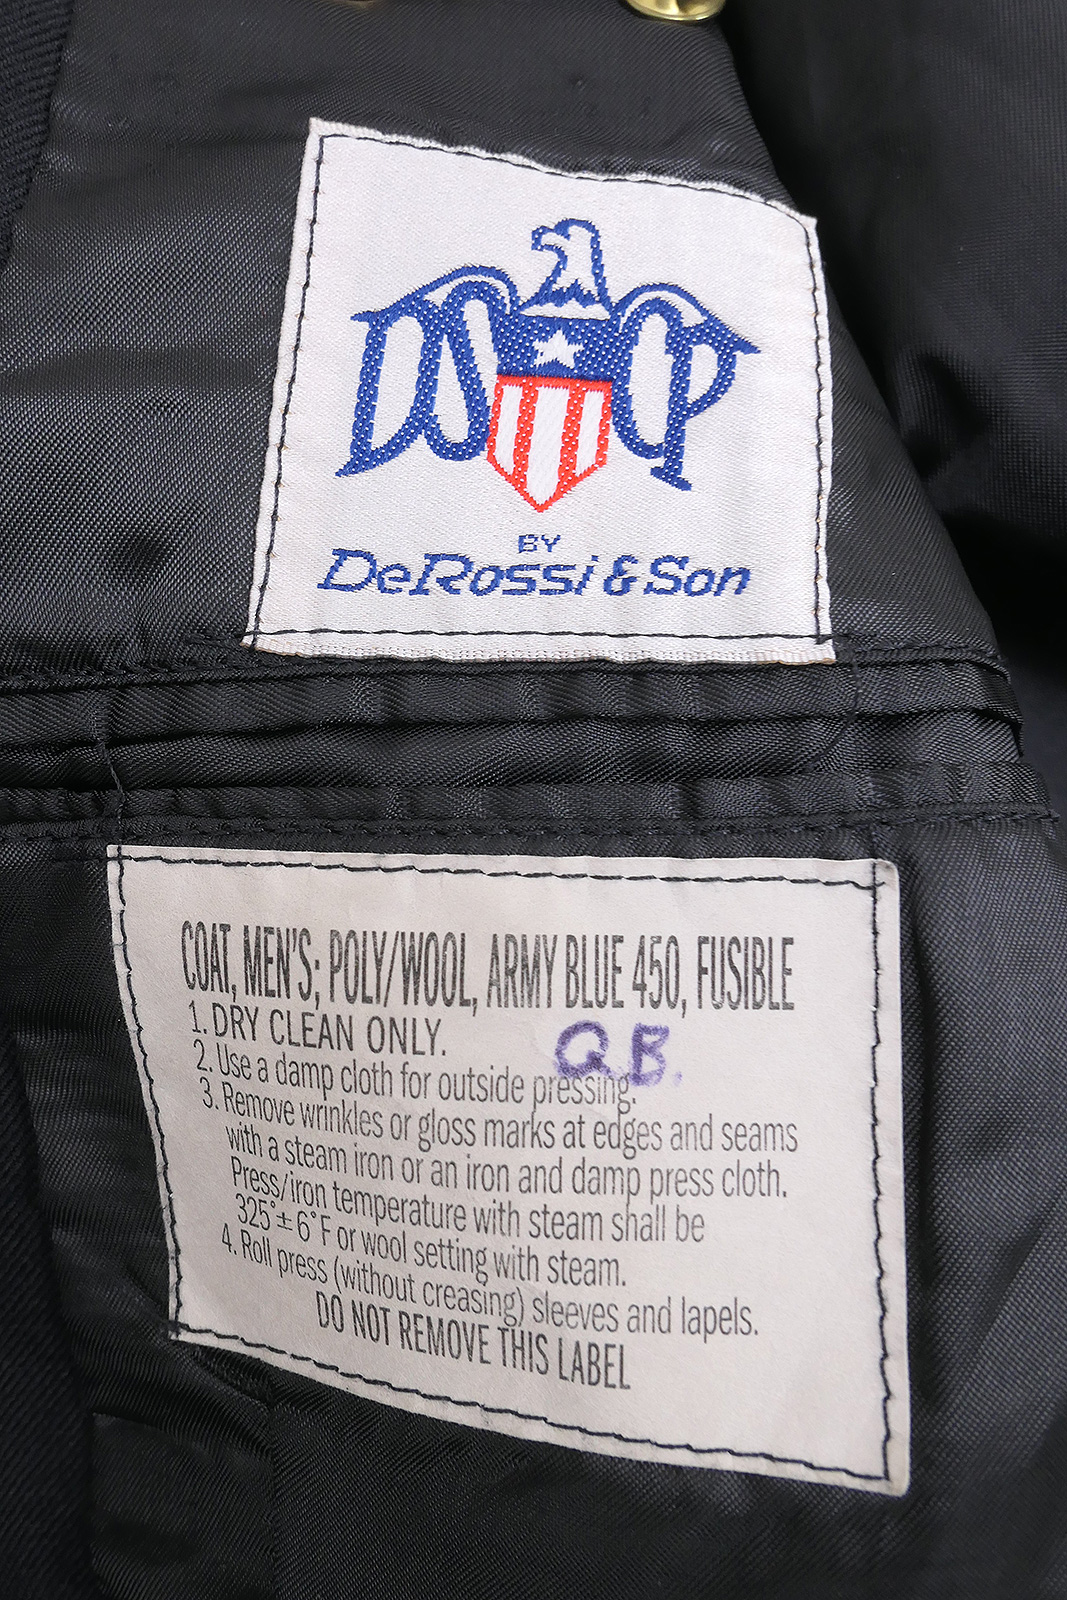 DSCP
BY
DeRossi & Son
COAT, MEN'S; POLY/WOOL, ARMY BLUE 450, FUSIBLE
1. DRY CLEAN ONLY.
Q.B.
2. Use a damp cloth for outside pressing.
3. Remove wrinkles or gloss marks at edges and seams
with a steam iron or an iron and damp press cloth.
Press/iron temperature with steam shall be
325°±6°F or wool setting with steam.
4. Roll press (without creasing) sleeves and lapels.
DO NOT REMOVE THIS LABEL